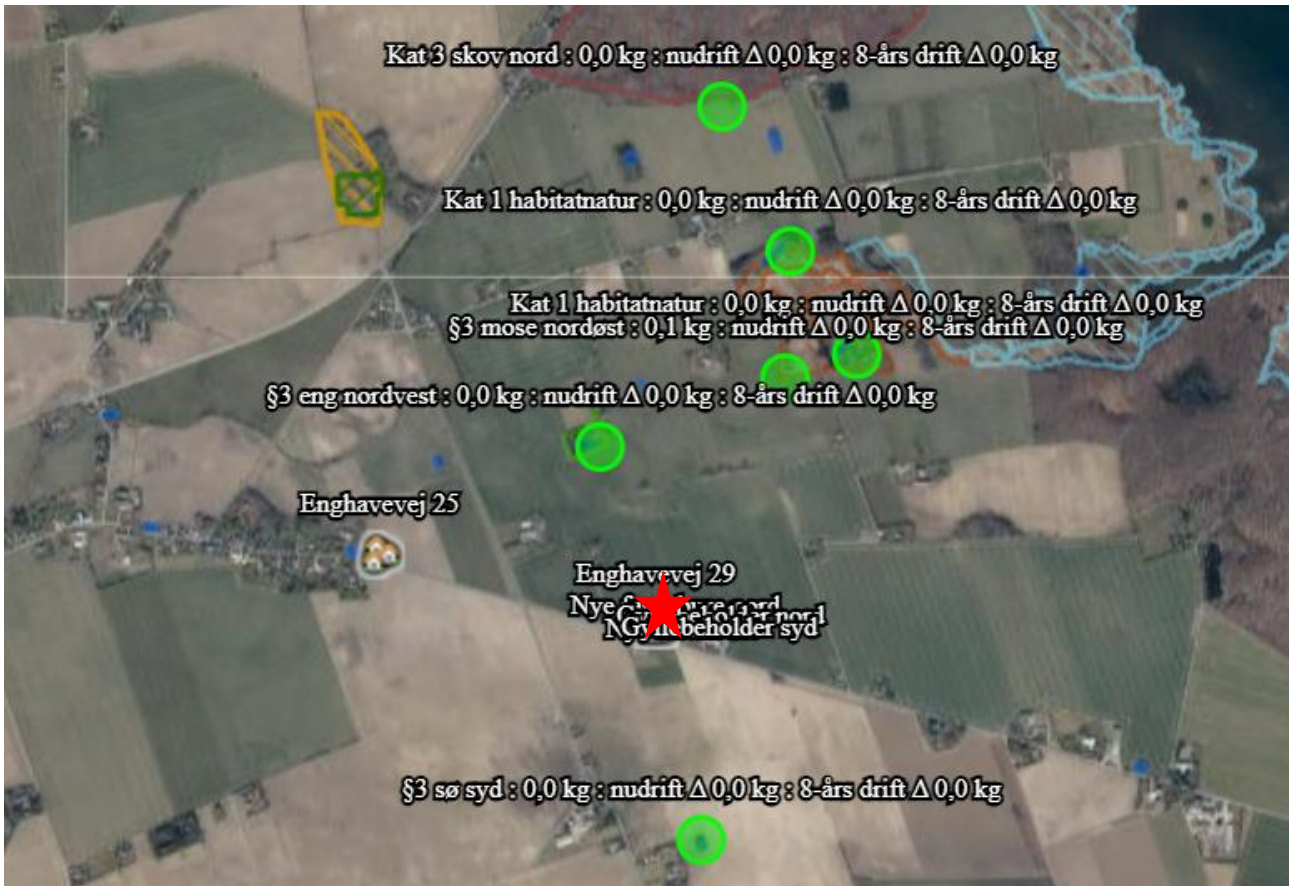 Kat 3 skov nord : 0,0 kg : nudrift Δ 0,0 kg : 8-års drift Δ 0,0 kg
Kat 1 habitatnatur : 0,0 kg : nudrift Δ 0,0 kg : 8-års drift Δ 0,0 kg
Kat 1 habitatnatur : 0,0 kg : nudrift Δ 0,0 kg : 8-års drift Δ 0,0 kg
§3 mose nordøst : 0,1 kg : nudrift Δ 0,0 kg : 8-års drift Δ 0,0 kg
§3 eng nordvest : 0,0 kg : nudrift Δ 0,0 kg : 8-års drift Δ 0,0 kg
Enghavevej 25
Enghavevej 29
Nye nord
nord
Gyllebeholder syd
§3 sø syd : 0,0 kg : nudrift Δ 0,0 kg : 8-års drift Δ 0,0 kg